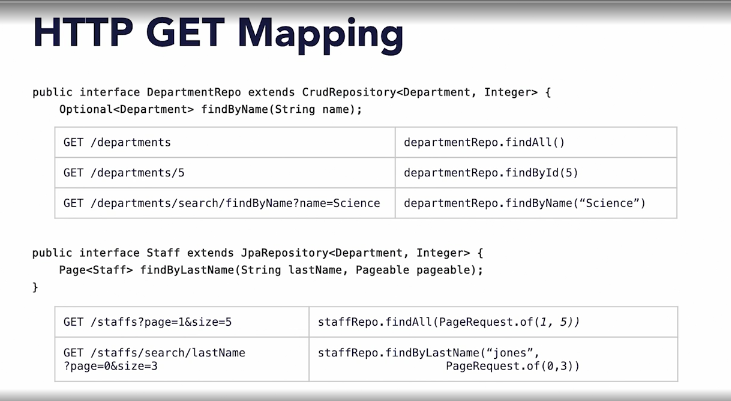 HTTP GET Mapping
public interface DepartmentRepo extends CrudRepository<Department, Integer> {
Optional<Department> findByName(String name);
GET /departments departmentRepo.findAll()
GET /departments/5 departmentRepo.findById(5)
GET /departments/search/findByName?name=Science departmentRepo.findByName(“Science”)
public interface Staff extends JpaRepository<Department, Integer> {
Page<Staff> findByLastName(String lastName, Pageable pageable);
}
GET /staffs?page=1&size=5 staffRepo.findAll(PageRequest.of(1, 5))
GET /staffs/search/lastName staffRepo.findByLastName(“jones”,
?page=0&size=3 PageRequest.of(0,3))